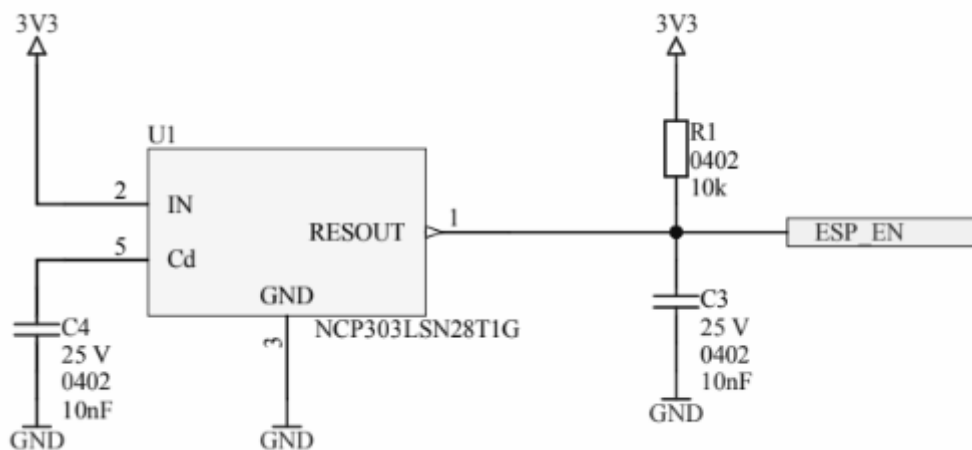 3V3
3V3
U1
R1
0402
10k
2
IN
1
RESOUT
ESP_EN
5
Cd
GND
C4
25 V
0402
10nF
3
NCP303LSN28T1G
C3
25 V
0402
10nF
GND
GND
GND